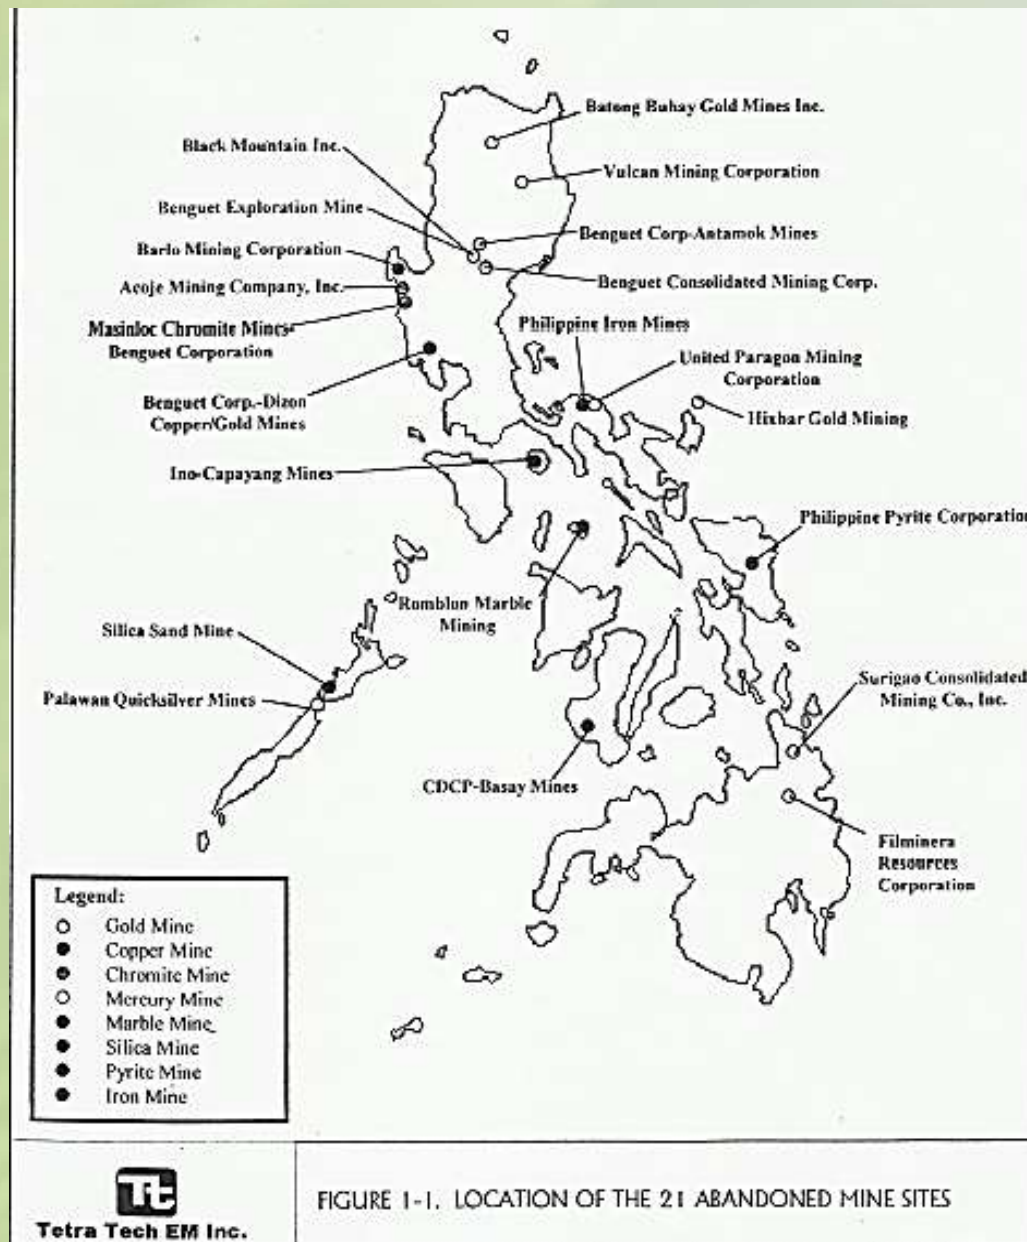 Batong Buhay Gold Mines Inc.
Black Mountain Inc.
Vulcan Mining Corporation
Benguet Exploration Mine
Benguet Corp-Antamok Mines
Barlo Mining Corporation
Acoje Mining Company, Inc.
Benguet Consolidated Mining Corp.
Masinloc Chromite Mines-
Benguet Corporation
Philippine Iron Mines
United Paragon Mining
Corporation
Benguet Corp.-Dizon
Copper/Gold Mines
Hixbar Gold Mining
Ino-Capayang Mines
Philippine Pyrite Corporation
Romblon Marble
Mining
Silica Sand Mine
Palawan Quicksilver Mines
Surigao Consolidated
Mining Co., Inc.
CDCP-Basay Mines
Filminera
Resources
Corporation
Legend:
Gold Mine
Copper Mine
Chromite Mine
Mercury Mine
Marble Mine
Silica Mine
Pyrite Mine
Iron Mine
Tt
Tetra Tech EM Inc.
FIGURE 1-1. LOCATION OF THE 21 ABANDONED MINE SITES